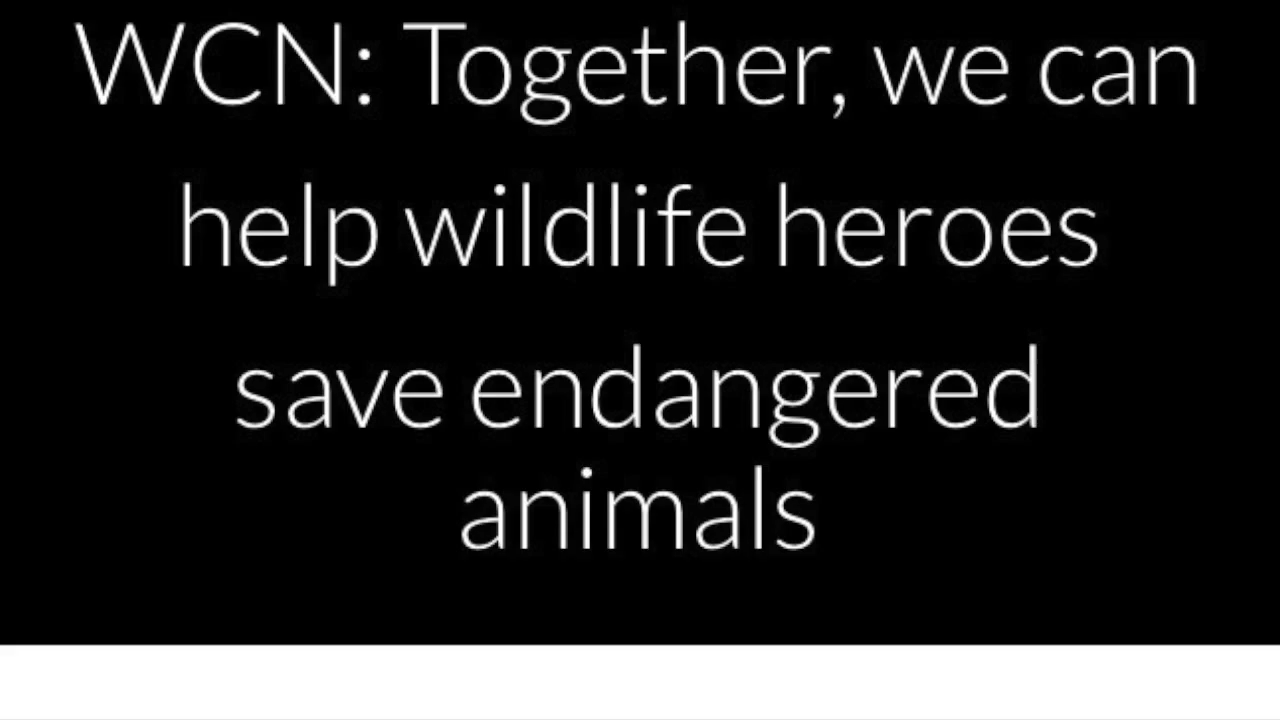 WCN: Together, we can
help wildlife heroes
save endangered
animals